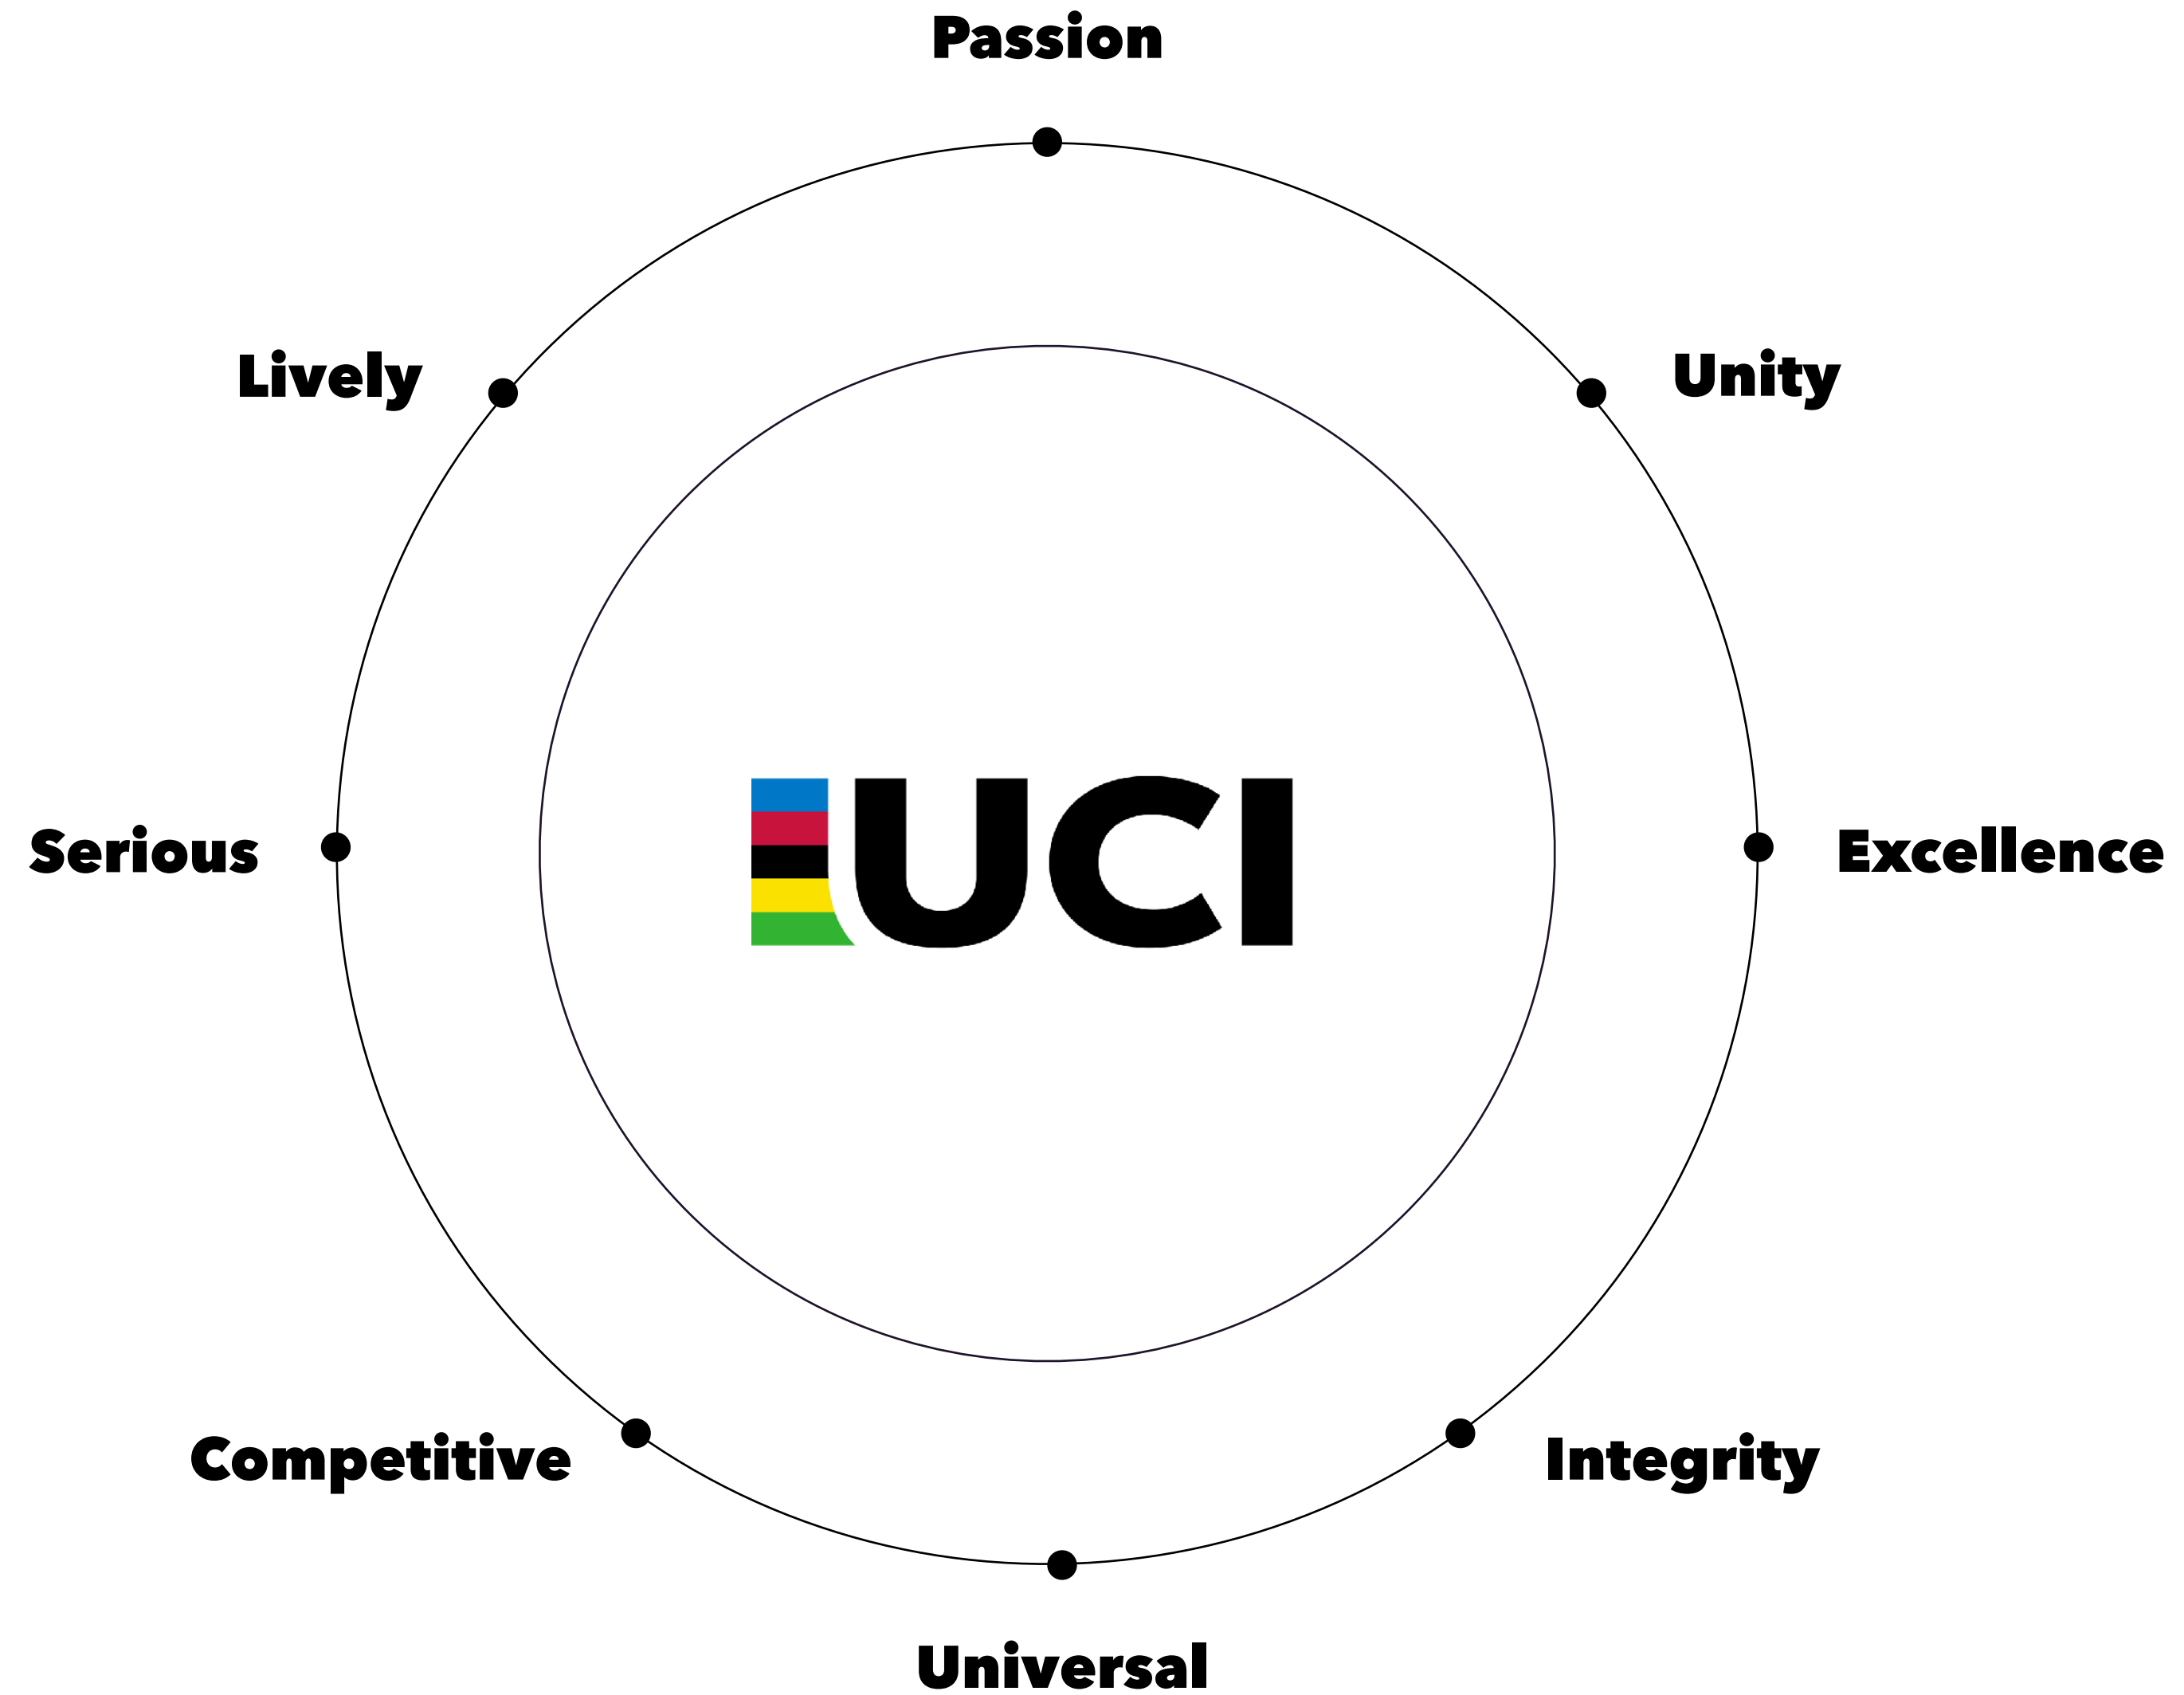 Passion
Lively
Unity
UCI
Serious
Excellence
Competitive
Integrity
Universal